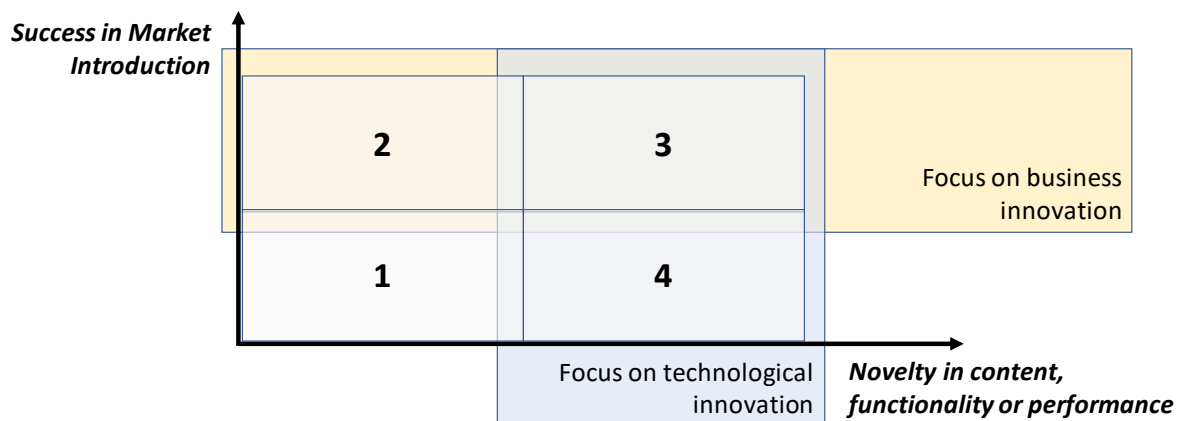 Success in Market
Introduction
2
3
Focus on business
innovation
1
4
Focus on technological
innovation
Novelty in content,
functionality or performance